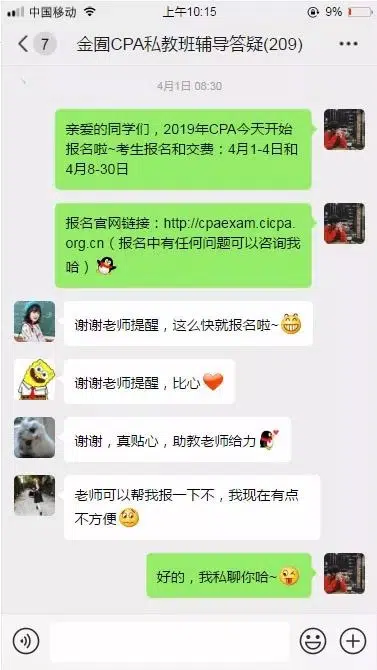 中国移动 上午10:15 9%
7 金囿CPA私教班辅导答疑(209)
4月1日 08:30
亲爱的同学们，2019年CPA今天开始
报名啦~考生报名和交费：4月1-4日和
4月8-30日
报名官网链接：http://cpaexam.cicpa.
org.cn（报名中有任何问题可以咨询我
哈）
谢谢老师提醒，这么快就报名啦~
谢谢老师提醒，比心
谢谢，真贴心，助教老师给力
老师可以帮我报一下不，我现在有点
不方便
好的，我私聊你哈~